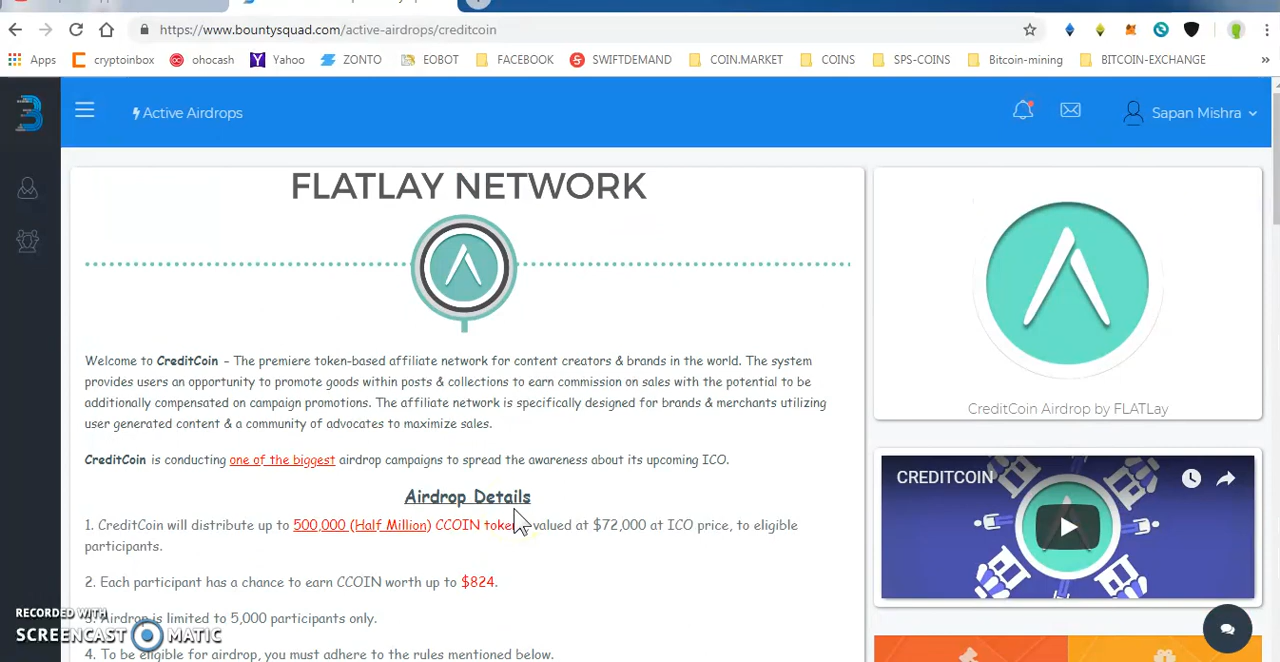 https://www.bountysquad.com/active-airdrops/creditcoin
Apps cryptoinbox ohocash Yahoo ZONTO EOBOT FACEBOOK SWIFTDEMAND COIN.MARKET COINS SPS-COINS Bitcoin-mining BITCOIN-EXCHANGE »
Active Airdrops
Sapan Mishra
FLATLAY NETWORK
Welcome to CreditCoin - The premiere token-based affiliate network for content creators & brands in the world. The system
provides users an opportunity to promote goods within posts & collections to earn commission on sales with the potential to be
additionally compensated on campaign promotions. The affiliate network is specifically designed for brands & merchants utilizing
user generated content & a community of advocates to maximize sales.
CreditCoin is conducting one of the biggest airdrop campaigns to spread the awareness about its upcoming ICO.
Airdrop Details
1. CreditCoin will distribute up to 500,000 (Half Million) CCOIN valued at $72,000 at ICO price, to eligible
participants.
2. Each participant has a chance to earn CCOIN worth up to $824.
3. Airdrop is limited to 5,000 participants only.
4. To be eligible for airdrop, you must adhere to the rules mentioned below.
CreditCoin Airdrop by FLATLay
CREDITCOIN
RECORDED WITH
SCREENCAST MATIC